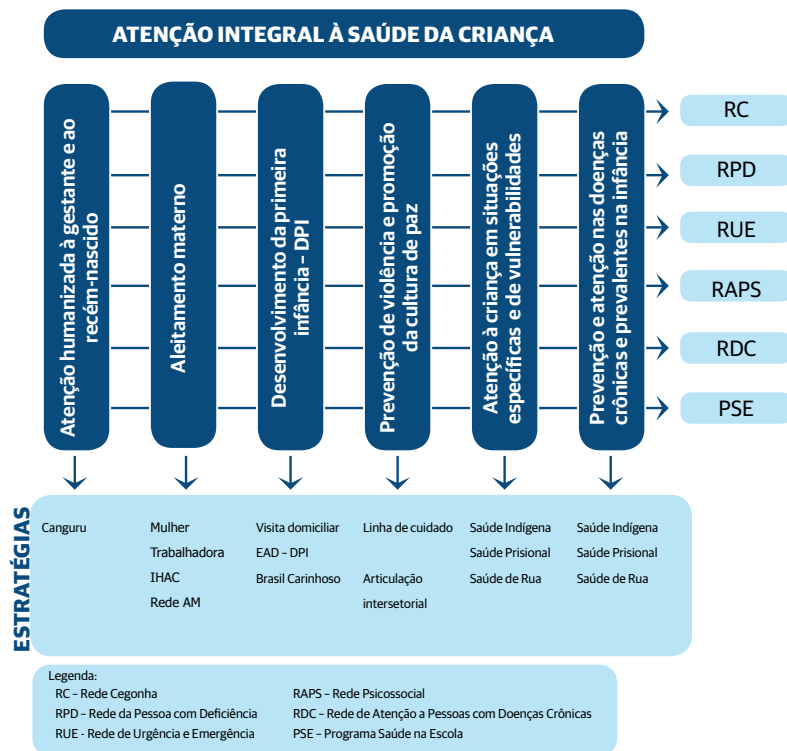 ATENÇÃO INTEGRAL À SAÚDE DA CRIANÇA
Atenção humanizada à gestante e ao
recém-nascido
Aleitamento materno
Desenvolvimento da primeira
infância – DPI
Prevenção de violência e promoção
da cultura de paz
Atenção à criança em situações
específicas e de vulnerabilidades
Prevenção e atenção nas doenças
crônicas e prevalentes na infância
RC
RPD
RUE
RAPS
RDC
PSE
ESTRATÉGIAS
Canguru
Mulher
Trabalhadora
IHAC
Rede AM
Visita domiciliar
EAD – DPI
Brasil Carinhoso
Linha de cuidado
Articulação
intersetorial
Saúde Indígena
Saúde Prisional
Saúde de Rua
Saúde Indígena
Saúde Prisional
Saúde de Rua
Legenda:
RC – Rede Cegonha
RPD – Rede da Pessoa com Deficiência
RUE - Rede de Urgência e Emergência
RAPS – Rede Psicossocial
RDC – Rede de Atenção a Pessoas com Doenças Crônicas
PSE – Programa Saúde na Escola